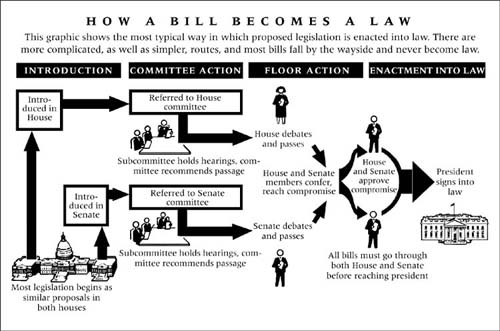 HOW A BILL BECOMES A LAW
This graphic shows the most typical way in which proposed legislation is enacted into law. There are
more complicated, as well as simpler, routes, and most bills fall by the wayside and never become law.
INTRODUCTION
COMMITTEE ACTION
FLOOR ACTION
ENACTMENT INTO LAW
Intro-
duced in
House
Referred to House
committee
Subcommittee holds hearings, com-
mittee recommends passage
House debates
and passes
Intro-
duced in
Senate
Referred to Senate
committee
Subcommittee holds hearings, com-
mittee recommends passage
Senate debates
and passes
House and Senate
members confer,
reach compromise
House
and Senate
approve
compromise
President
signs into
law
All bills must go through
both House and Senate
before reaching president
Most legislation begins as
similar proposals in
both houses